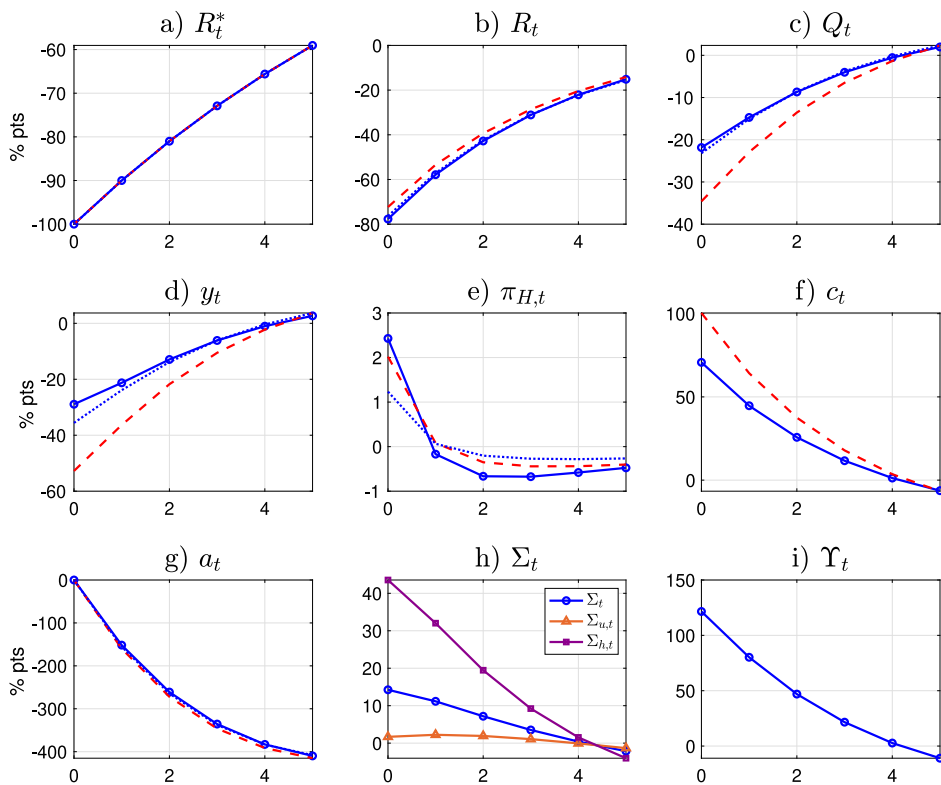 a) R_t^*
b) R_t
c) Q_t
% pts
-60
-70
-80
-90
-100
0 2 4
0
-20
-40
-60
-80
0 2 4
0
-10
-20
-30
-40
0 2 4
d) y_t
e) π_{H,t}
f) c_t
% pts
0
-20
-40
-60
0 2 4
3
2
1
0
-1
0 2 4
100
50
0
0 2 4
g) a_t
h) Σ_t
i) Υ_t
% pts
0
-100
-200
-300
-400
0 2 4
40
30
20
10
0
0 2 4
Σ_t
Σ_{u,t}
Σ_{h,t}
150
100
50
0
0 2 4